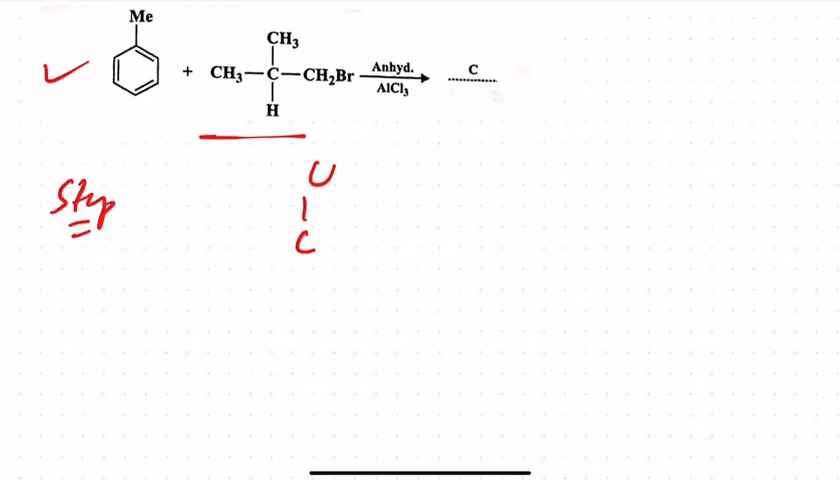 Me
CH₃
+ CH₃—C—CH₂Br Anhyd. AlCl₃ C
H
Step
U
C